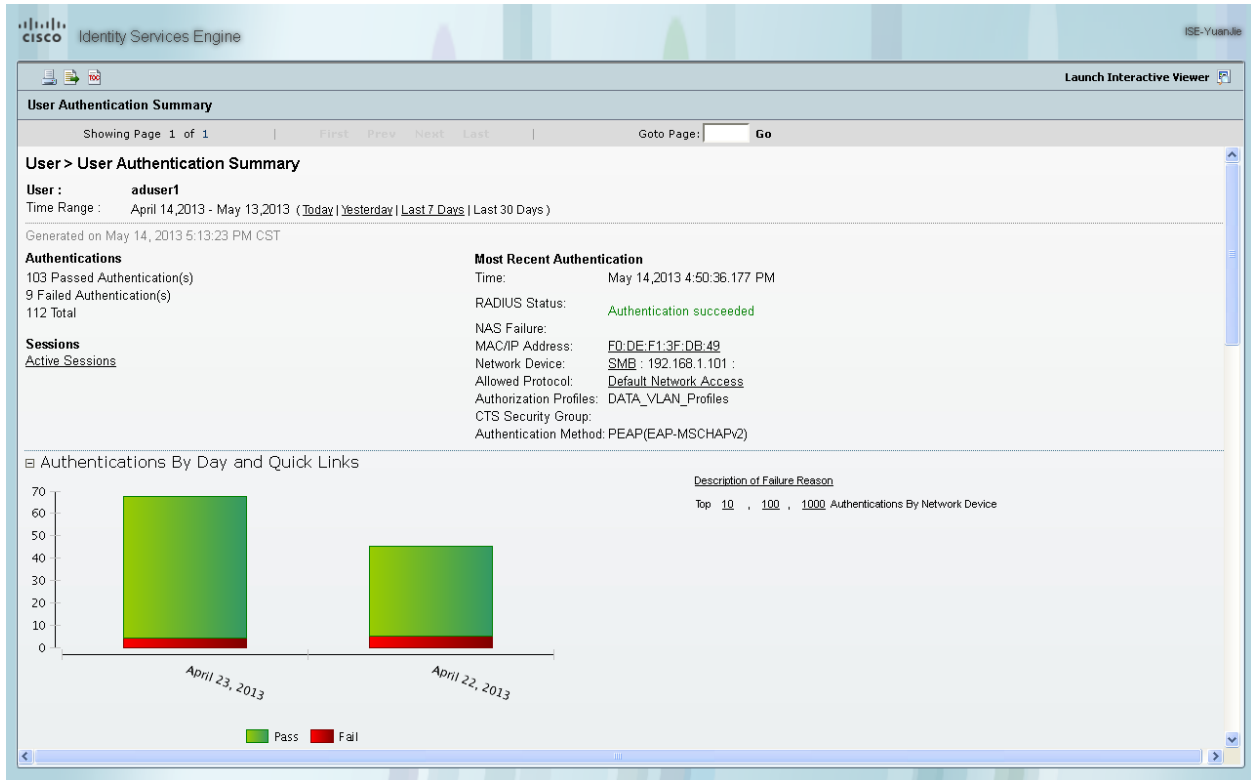 cisco Identity Services Engine
ISE-YuanJie
TOC
Launch Interactive Viewer
User Authentication Summary
Showing Page 1 of 1 | First Prev Next Last | Goto Page: Go
User > User Authentication Summary
User : aduser1
Time Range : April 14,2013 - May 13,2013 ( Today | Yesterday | Last 7 Days | Last 30 Days )
Generated on May 14, 2013 5:13:23 PM CST
Authentications
103 Passed Authentication(s)
9 Failed Authentication(s)
112 Total
Sessions
Active Sessions
Most Recent Authentication
Time: May 14,2013 4:50:36.177 PM
RADIUS Status: Authentication succeeded
NAS Failure:
MAC/IP Address: F0:DE:F1:3F:DB:49
Network Device: SMB : 192.168.1.101 :
Allowed Protocol: Default Network Access
Authorization Profiles: DATA_VLAN_Profiles
CTS Security Group:
Authentication Method: PEAP(EAP-MSCHAPv2)
Authentications By Day and Quick Links
70
60
50
40
30
20
10
0
April 23, 2013
April 22, 2013
Pass Fail
Description of Failure Reason
Top 10 , 100 , 1000 Authentications By Network Device